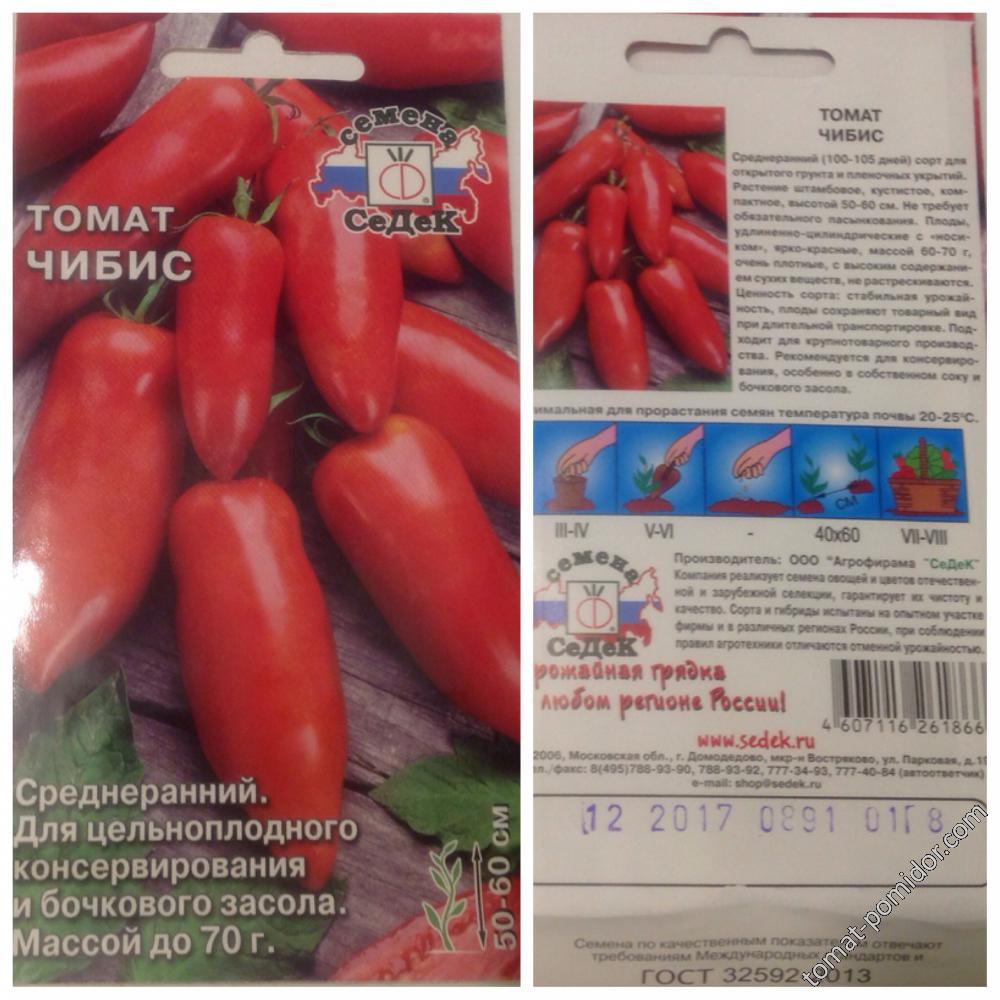 семена
СеДеК
ТОМАТ
ЧИБИС
Среднеранний.
Для цельноплодного
консервирования
и бочкового засола.
Массой до 70 г.
50-60 см
ТОМАТ
ЧИБИС
Среднеранний (100-105 дней) сорт для
открытого грунта и пленочных укрытий.
Растение штамбовое, кустистое, ком-
пактное, высотой 50-60 см. Не требует
обязательного пасынкования. Плоды,
удлиненно-цилиндрические с «носи-
ком», ярко-красные, массой 60-70 г,
очень плотные, с высоким содержани-
ем сухих веществ, не растрескиваются.
Ценность сорта: стабильная урожай-
ность, плоды сохраняют товарный вид
при длительной транспортировке. Под-
ходит для крупнотоварного производ-
ства. Рекомендуется для консервиро-
вания, особенно в собственном соку и
бочкового засола.
имальная для прорастания семян температура почвы 20-25°С.
СМ
III-IV V-VI - 40x60 VII-VIII
семена
СеДеК
Производитель: ООО "Агрофирама "СеДеК"
Компания реализует семена овощей и цветов отечествен-
ной и зарубежной селекции, гарантирует их чистоту и
качество. Сорта и гибриды испытаны на опытном участке
фирмы и в различных регионах России, при соблюдении
правил агротехники отличаются отменной урожайностью.
рожайная грядка
любом регионе России!
4 607116 261866
www.sedek.ru
2006, Московская обл., г. Домодедово, мкр-н Востряково, ул. Парковая, д.19
ел./факс: 8(495)788-93-90, 788-93-92, 777-34-93, 777-40-84 (автоответчик)
e-mail: shop@sedek.ru
12 2017 0891 01Г8
Семена по качественным показателям отвечают
требованиям Международных стандартов и
ГОСТ 32592-2013
tomat-pomidor.com